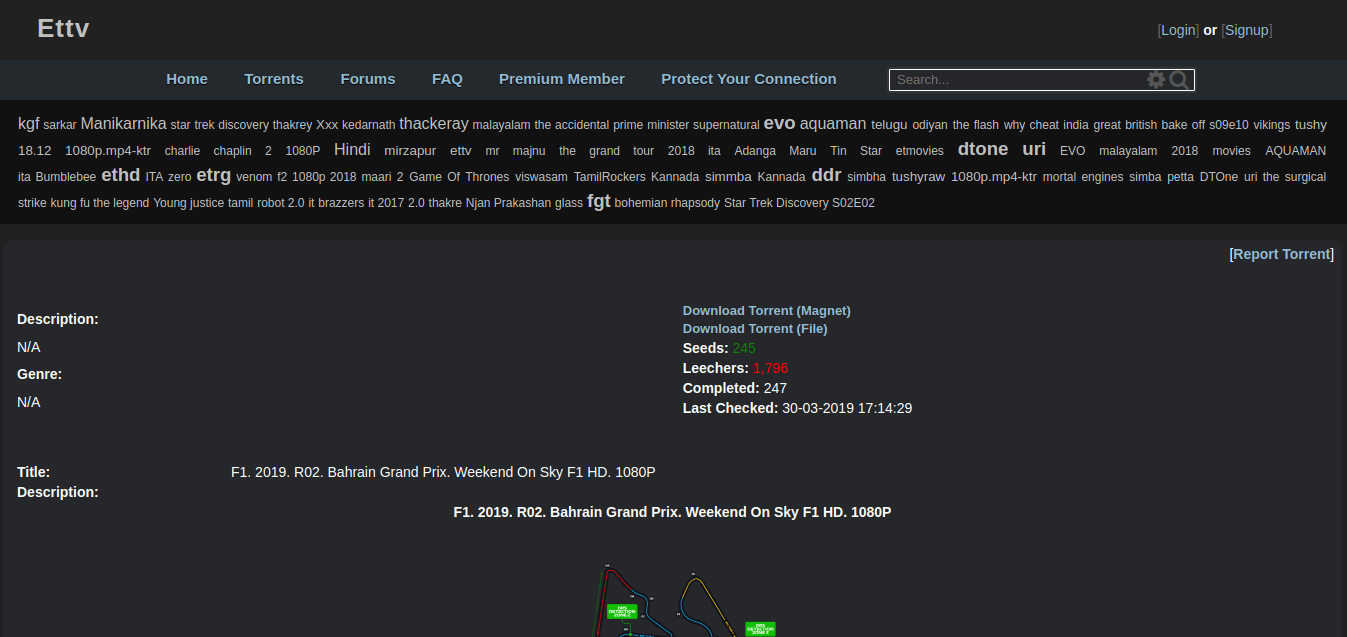 Ettv
[Login] or [Signup]
Home Torrents Forums FAQ Premium Member Protect Your Connection Search...
kgf sarkar Manikarnika star trek discovery thakrey Xxx kedarnath thackeray malayalam the accidental prime minister supernatural evo aquaman telugu odiyan the flash why cheat india great british bake off s09e10 vikings tushy
18.12 1080p.mp4-ktr charlie chaplin 2 1080P Hindi mirzapur ettv mr majnu the grand tour 2018 ita Adanga Maru Tin Star etmovies dtone uri EVO malayalam 2018 movies AQUAMAN
ita Bumblebee ethd ITA zero etrg venom f2 1080p 2018 maari 2 Game Of Thrones viswasam TamilRockers Kannada simmba Kannada ddr simbha tushyraw 1080p.mp4-ktr mortal engines simba petta DTOne uri the surgical
strike kung fu the legend Young justice tamil robot 2.0 it brazzers it 2017 2.0 thakre Njan Prakashan glass fgt bohemian rhapsody Star Trek Discovery S02E02
[Report Torrent]
Description:
N/A
Genre:
N/A
Download Torrent (Magnet)
Download Torrent (File)
Seeds: 245
Leechers: 1,796
Completed: 247
Last Checked: 30-03-2019 17:14:29
Title: F1. 2019. R02. Bahrain Grand Prix. Weekend On Sky F1 HD. 1080P
Description:
F1. 2019. R02. Bahrain Grand Prix. Weekend On Sky F1 HD. 1080P
DRS
DETECTION
ZONE 2
DRS
DETECTION